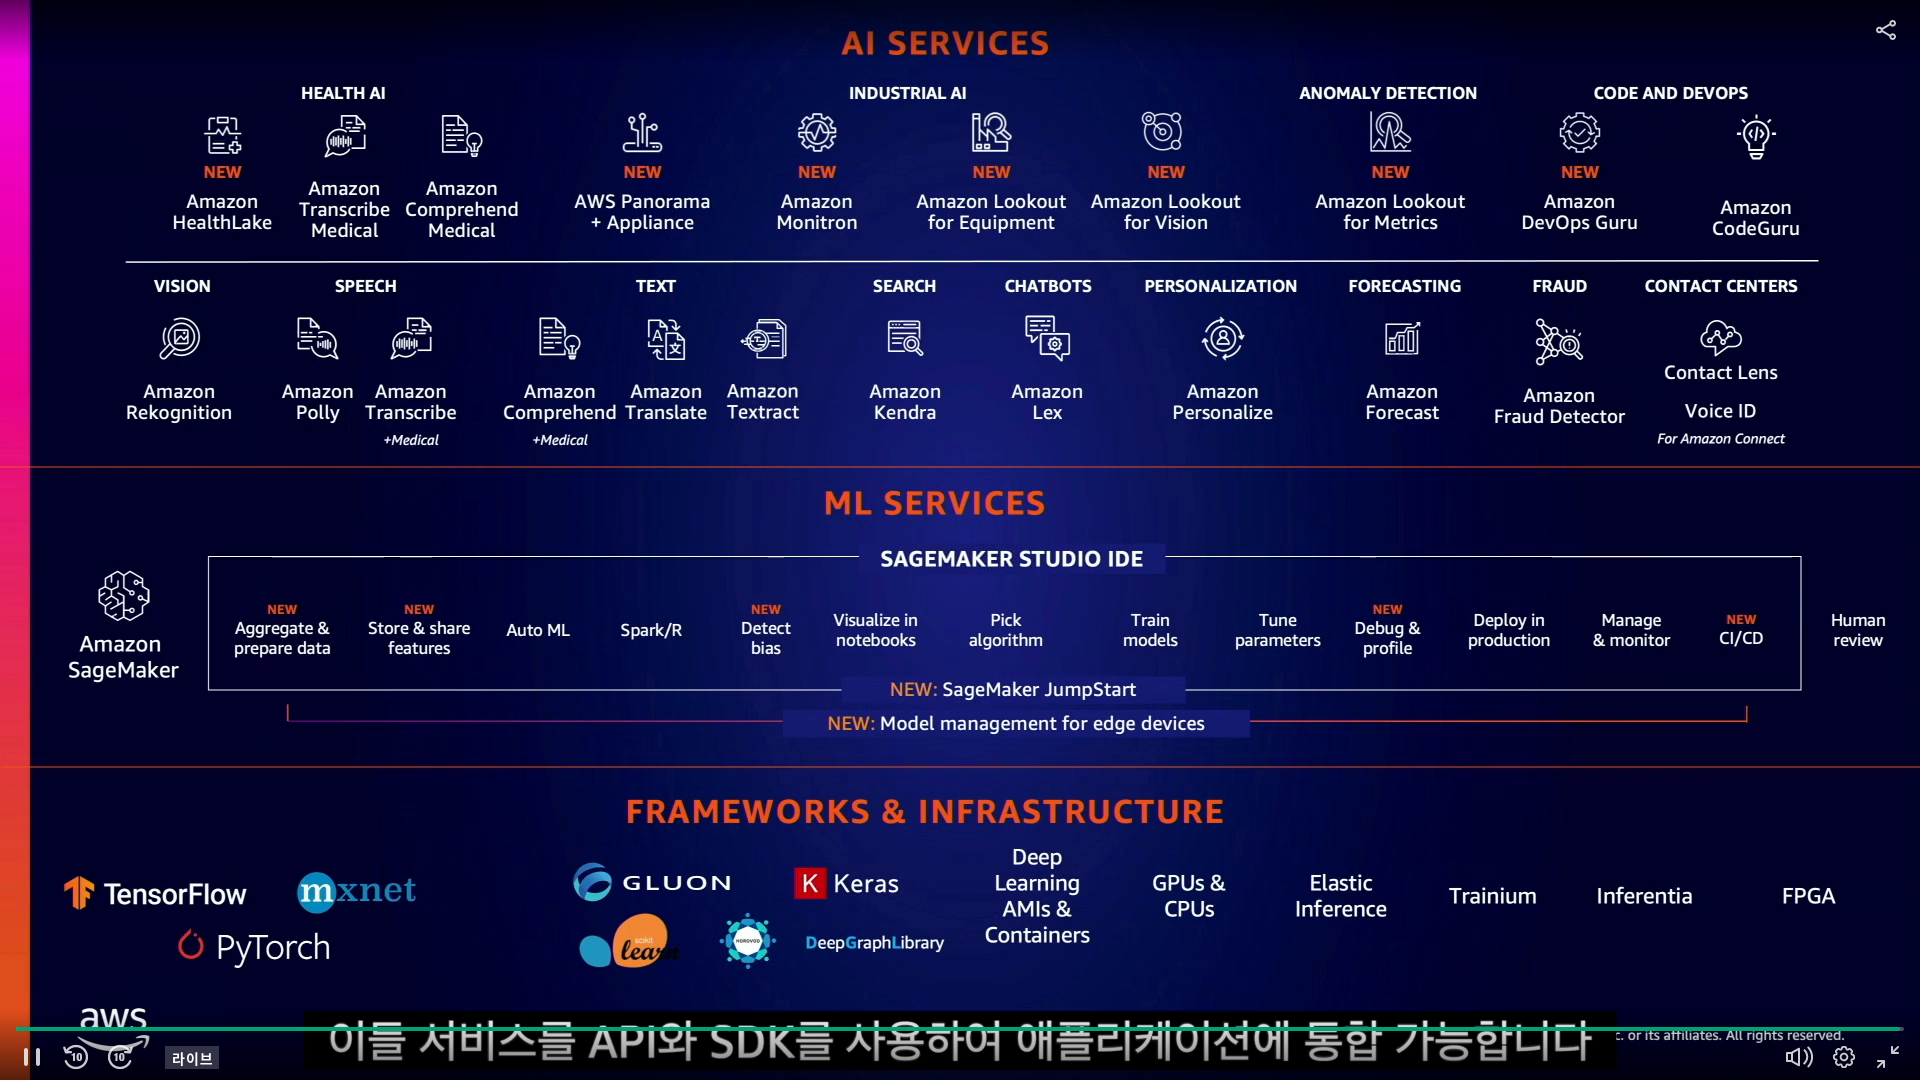 AI SERVICES
HEALTH AI
INDUSTRIAL AI
ANOMALY DETECTION
CODE AND DEVOPS
NEW
Amazon
HealthLake
Amazon
Transcribe
Medical
Amazon
Comprehend
Medical
NEW
AWS Panorama
+ Appliance
NEW
Amazon
Monitron
NEW
Amazon Lookout
for Equipment
NEW
Amazon Lookout
for Vision
NEW
Amazon Lookout
for Metrics
NEW
Amazon
DevOps Guru
Amazon
CodeGuru
VISION
SPEECH
TEXT
SEARCH
CHATBOTS
PERSONALIZATION
FORECASTING
FRAUD
CONTACT CENTERS
Amazon
Rekognition
Amazon
Polly
Amazon
Transcribe
+Medical
Amazon
Comprehend
+Medical
Amazon
Translate
Amazon
Textract
Amazon
Kendra
Amazon
Lex
Amazon
Personalize
Amazon
Forecast
Amazon
Fraud Detector
Contact Lens
Voice ID
For Amazon Connect
ML SERVICES
Amazon
SageMaker
SAGEMAKER STUDIO IDE
NEW
Aggregate &
prepare data
NEW
Store & share
features
Auto ML
Spark/R
NEW
Detect
bias
Visualize in
notebooks
Pick
algorithm
Train
models
Tune
parameters
NEW
Debug &
profile
Deploy in
production
Manage
& monitor
NEW
CI/CD
Human
review
NEW: SageMaker JumpStart
NEW: Model management for edge devices
FRAMEWORKS & INFRASTRUCTURE
TensorFlow
mxnet
PyTorch
GLUON
K Keras
scikit
learn
HOROVOD
DeepGraphLibrary
Deep
Learning
AMIs &
Containers
GPUs &
CPUs
Elastic
Inference
Trainium
Inferentia
FPGA
aws
이들 서비스를 API와 SDK를 사용하여 애플리케이션에 통합 가능합니다
c. or its affiliates. All rights reserved.
10
10
라이브